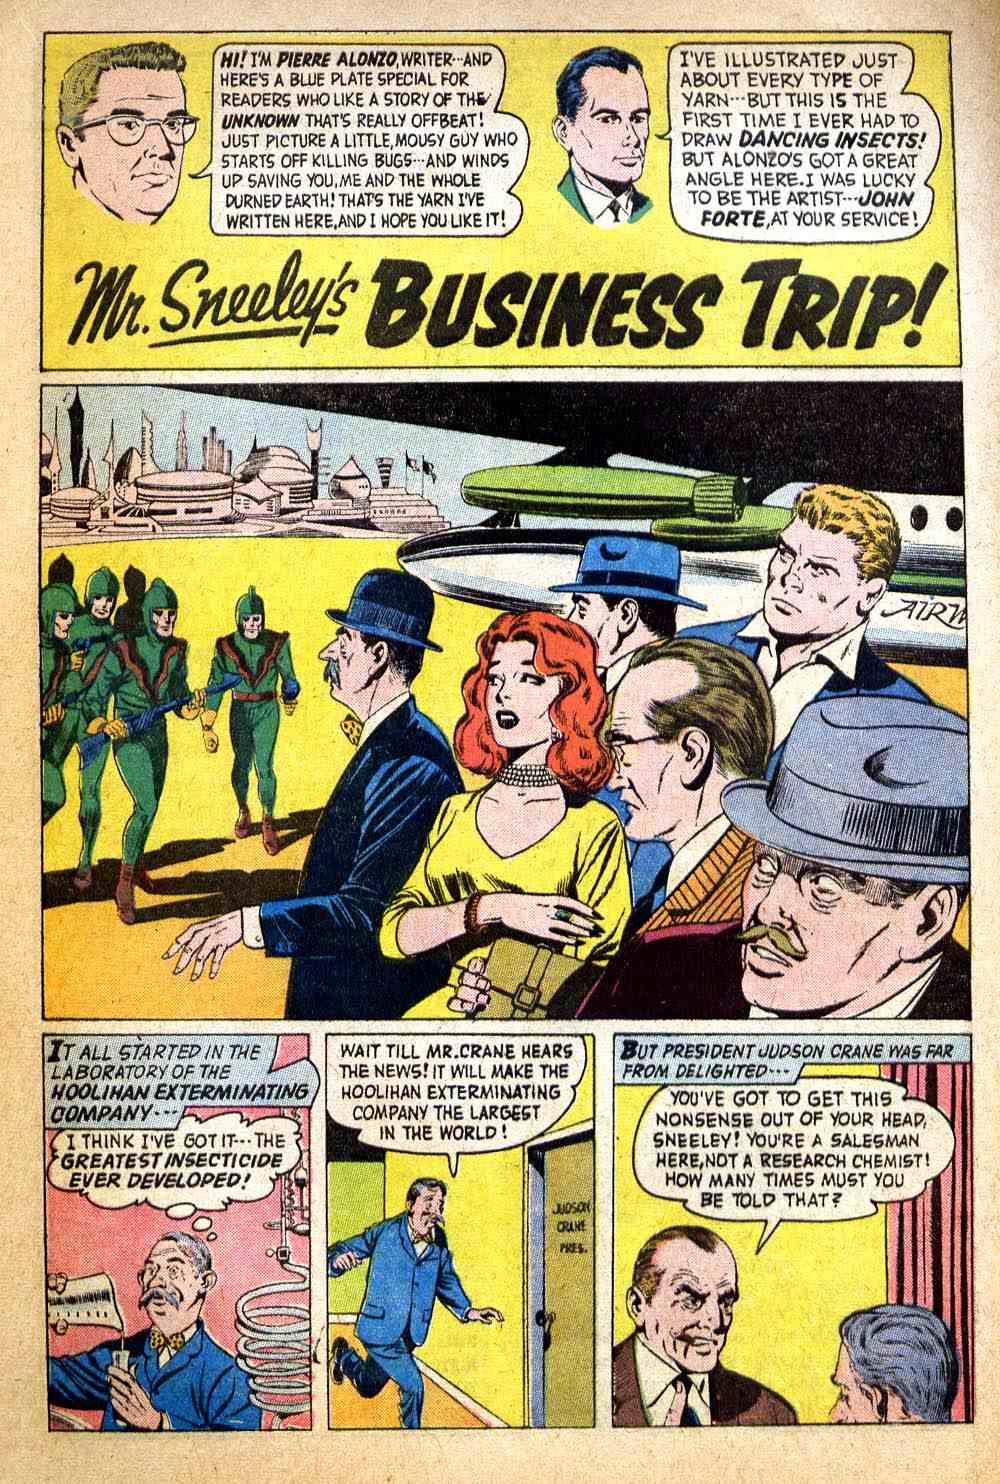 HI! I'M PIERRE ALONZO, WRITER---AND
HERE'S A BLUE PLATE SPECIAL FOR
READERS WHO LIKE A STORY OF THE
UNKNOWN THAT'S REALLY OFFBEAT!
JUST PICTURE A LITTLE, MOUSY GUY WHO
STARTS OFF KILLING BUGS---AND WINDS
UP SAVING YOU, ME AND THE WHOLE
DURNED EARTH! THAT'S THE YARN I'VE
WRITTEN HERE, AND I HOPE YOU LIKE IT!
I'VE ILLUSTRATED JUST
ABOUT EVERY TYPE OF
YARN---BUT THIS IS THE
FIRST TIME I EVER HAD TO
DRAW DANCING INSECTS!
BUT ALONZO'S GOT A GREAT
ANGLE HERE. I WAS LUCKY
TO BE THE ARTIST---JOHN
FORTE, AT YOUR SERVICE!
Mr. Sneeley's BUSINESS TRIP!
AIRW
IT ALL STARTED IN THE
LABORATORY OF THE
HOOLIHAN EXTERMINATING
COMPANY---
I THINK I'VE GOT IT---THE
GREATEST INSECTICIDE
EVER DEVELOPED!
WAIT TILL MR. CRANE HEARS
THE NEWS! IT WILL MAKE THE
HOOLIHAN EXTERMINATING
COMPANY THE LARGEST
IN THE WORLD!
JUDSON
CRANE
PRES.
BUT PRESIDENT JUDSON CRANE WAS FAR
FROM DELIGHTED---
YOU'VE GOT TO GET THIS
NONSENSE OUT OF YOUR HEAD,
SNEELEY! YOU'RE A SALESMAN
HERE, NOT A RESEARCH CHEMIST!
HOW MANY TIMES MUST YOU
BE TOLD THAT?